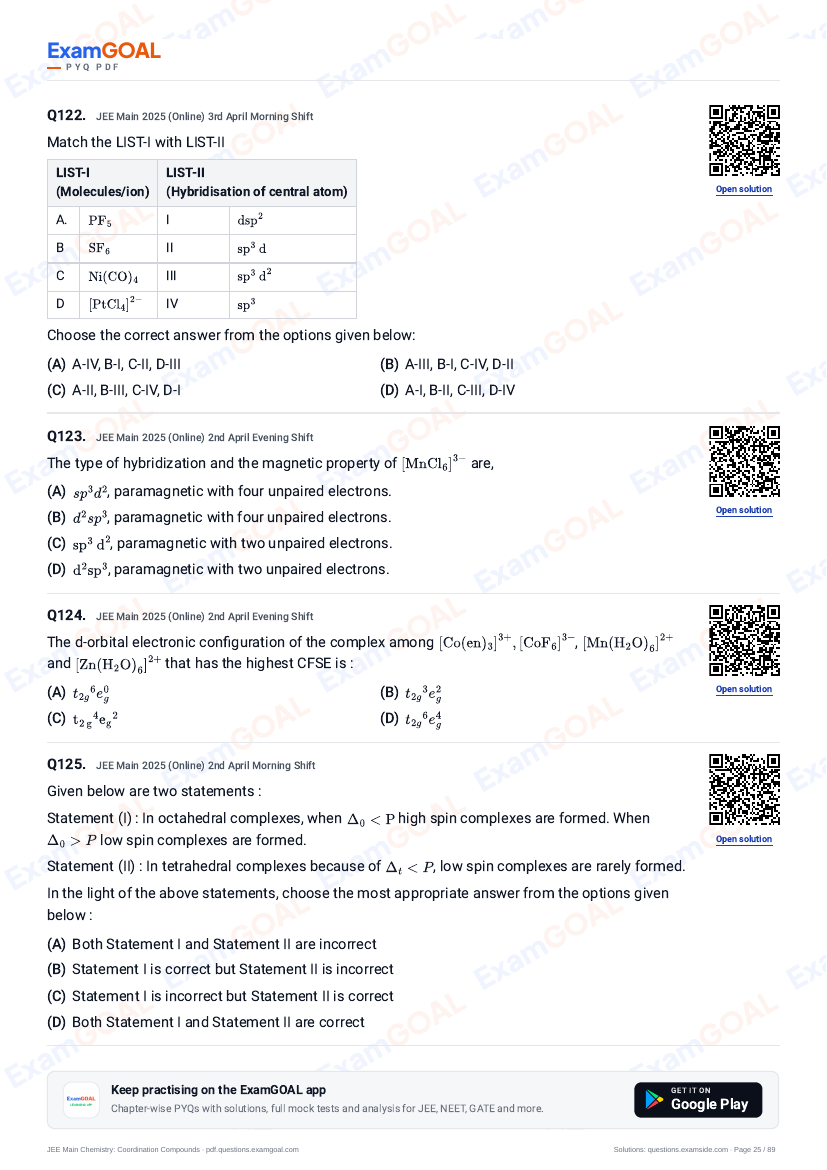 ExamGOAL
PYQ PDF
Q122. JEE Main 2025 (Online) 3rd April Morning Shift
Match the LIST-I with LIST-II
LIST-I (Molecules/ion) LIST-II (Hybridisation of central atom)
A. PF₅ I dsp²
B SF₆ II sp³ d
C Ni(CO)₄ III sp³ d²
D [PtCl₄]²⁻ IV sp³
Choose the correct answer from the options given below:
(A) A-IV, B-I, C-II, D-III (B) A-III, B-I, C-IV, D-II
(C) A-II, B-III, C-IV, D-I (D) A-I, B-II, C-III, D-IV
Open solution
Q123. JEE Main 2025 (Online) 2nd April Evening Shift
The type of hybridization and the magnetic property of [MnCl₆]³⁻ are,
(A) sp³d², paramagnetic with four unpaired electrons.
(B) d²sp³, paramagnetic with four unpaired electrons.
(C) sp³ d², paramagnetic with two unpaired electrons.
(D) d²sp³, paramagnetic with two unpaired electrons.
Open solution
Q124. JEE Main 2025 (Online) 2nd April Evening Shift
The d-orbital electronic configuration of the complex among [Co(en)₃]³⁺, [CoF₆]³⁻, [Mn(H₂O)₆]²⁺
and [Zn(H₂O)₆]²⁺ that has the highest CFSE is :
(A) t₂g⁶eg⁰ (B) t₂g³eg²
(C) t₂g⁴eg² (D) t₂g⁶eg⁴
Open solution
Q125. JEE Main 2025 (Online) 2nd April Morning Shift
Given below are two statements :
Statement (I) : In octahedral complexes, when Δ₀ < P high spin complexes are formed. When
Δ₀ > P low spin complexes are formed.
Statement (II) : In tetrahedral complexes because of Δₜ < P, low spin complexes are rarely formed.
In the light of the above statements, choose the most appropriate answer from the options given
below :
(A) Both Statement I and Statement II are incorrect
(B) Statement I is correct but Statement II is incorrect
(C) Statement I is incorrect but Statement II is correct
(D) Both Statement I and Statement II are correct
Open solution
ExamGOAL
Keep practising on the ExamGOAL app
Chapter-wise PYQs with solutions, full mock tests and analysis for JEE, NEET, GATE and more.
GET IT ON
Google Play
JEE Main Chemistry: Coordination Compounds · pdf.questions.examgoal.com Solutions: questions.examside.com · Page 25 / 89